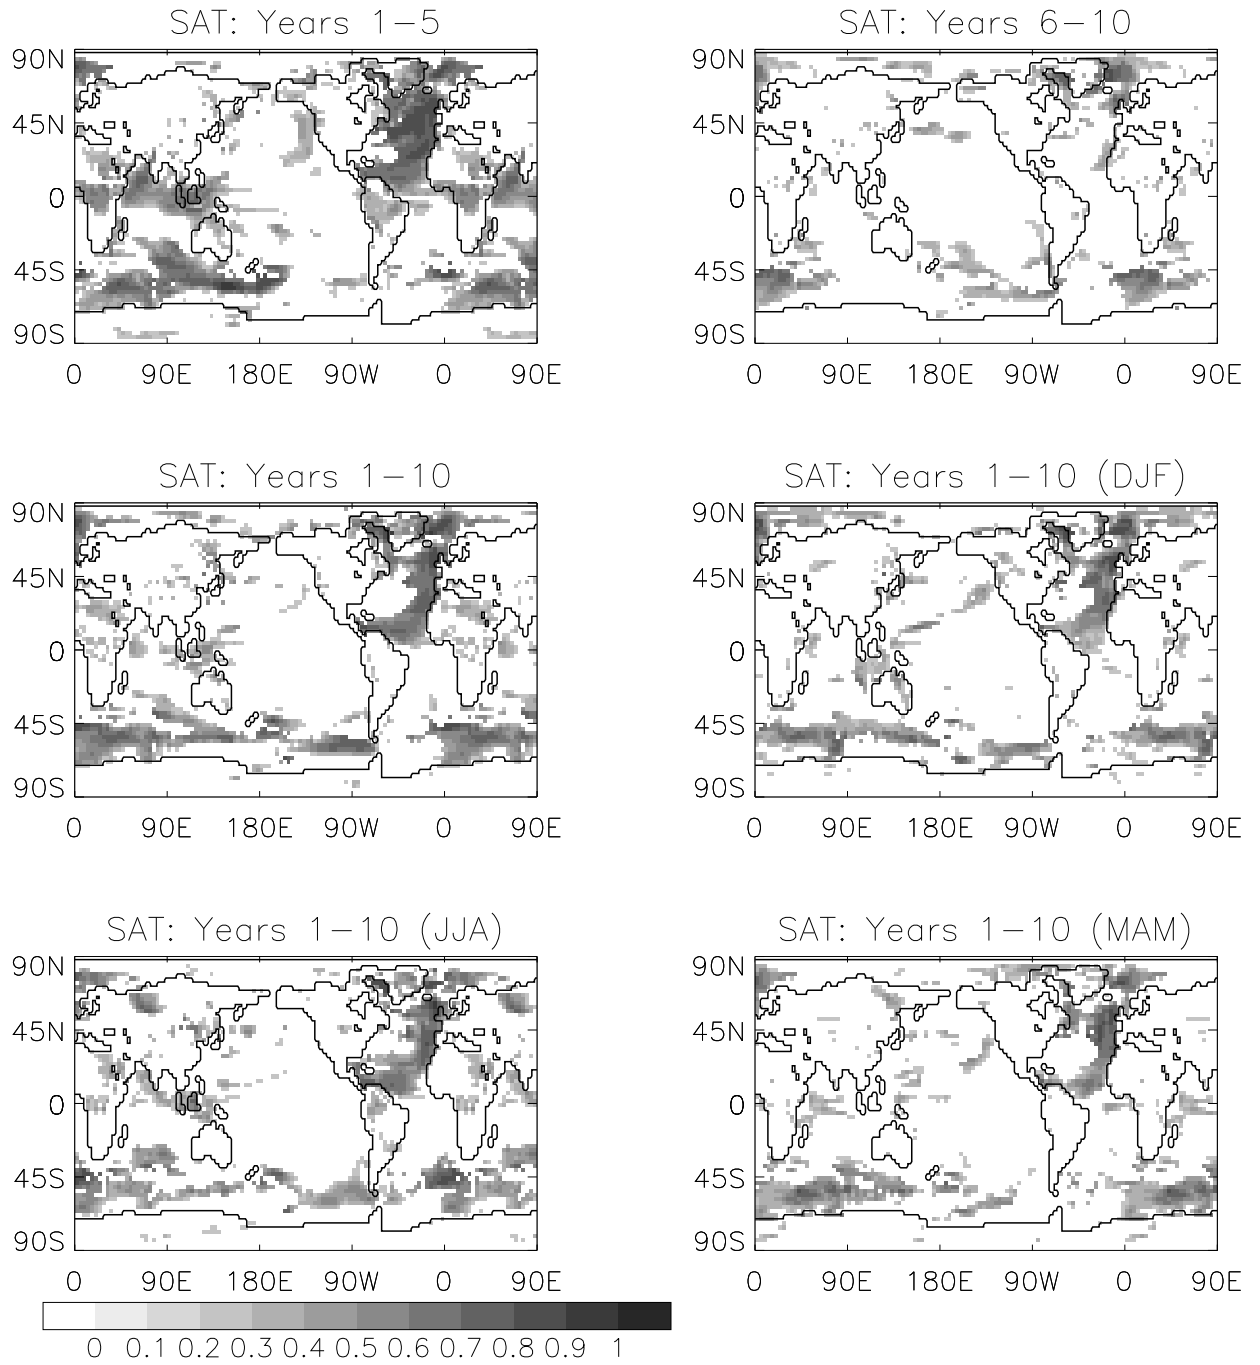 SAT: Years 1-5
90N
45N
0
45S
90S
0 90E 180E 90W 0 90E
SAT: Years 6-10
90N
45N
0
45S
90S
0 90E 180E 90W 0 90E
SAT: Years 1-10
90N
45N
0
45S
90S
0 90E 180E 90W 0 90E
SAT: Years 1-10 (DJF)
90N
45N
0
45S
90S
0 90E 180E 90W 0 90E
SAT: Years 1-10 (JJA)
90N
45N
0
45S
90S
0 90E 180E 90W 0 90E
SAT: Years 1-10 (MAM)
90N
45N
0
45S
90S
0 90E 180E 90W 0 90E
0 0.1 0.2 0.3 0.4 0.5 0.6 0.7 0.8 0.9 1